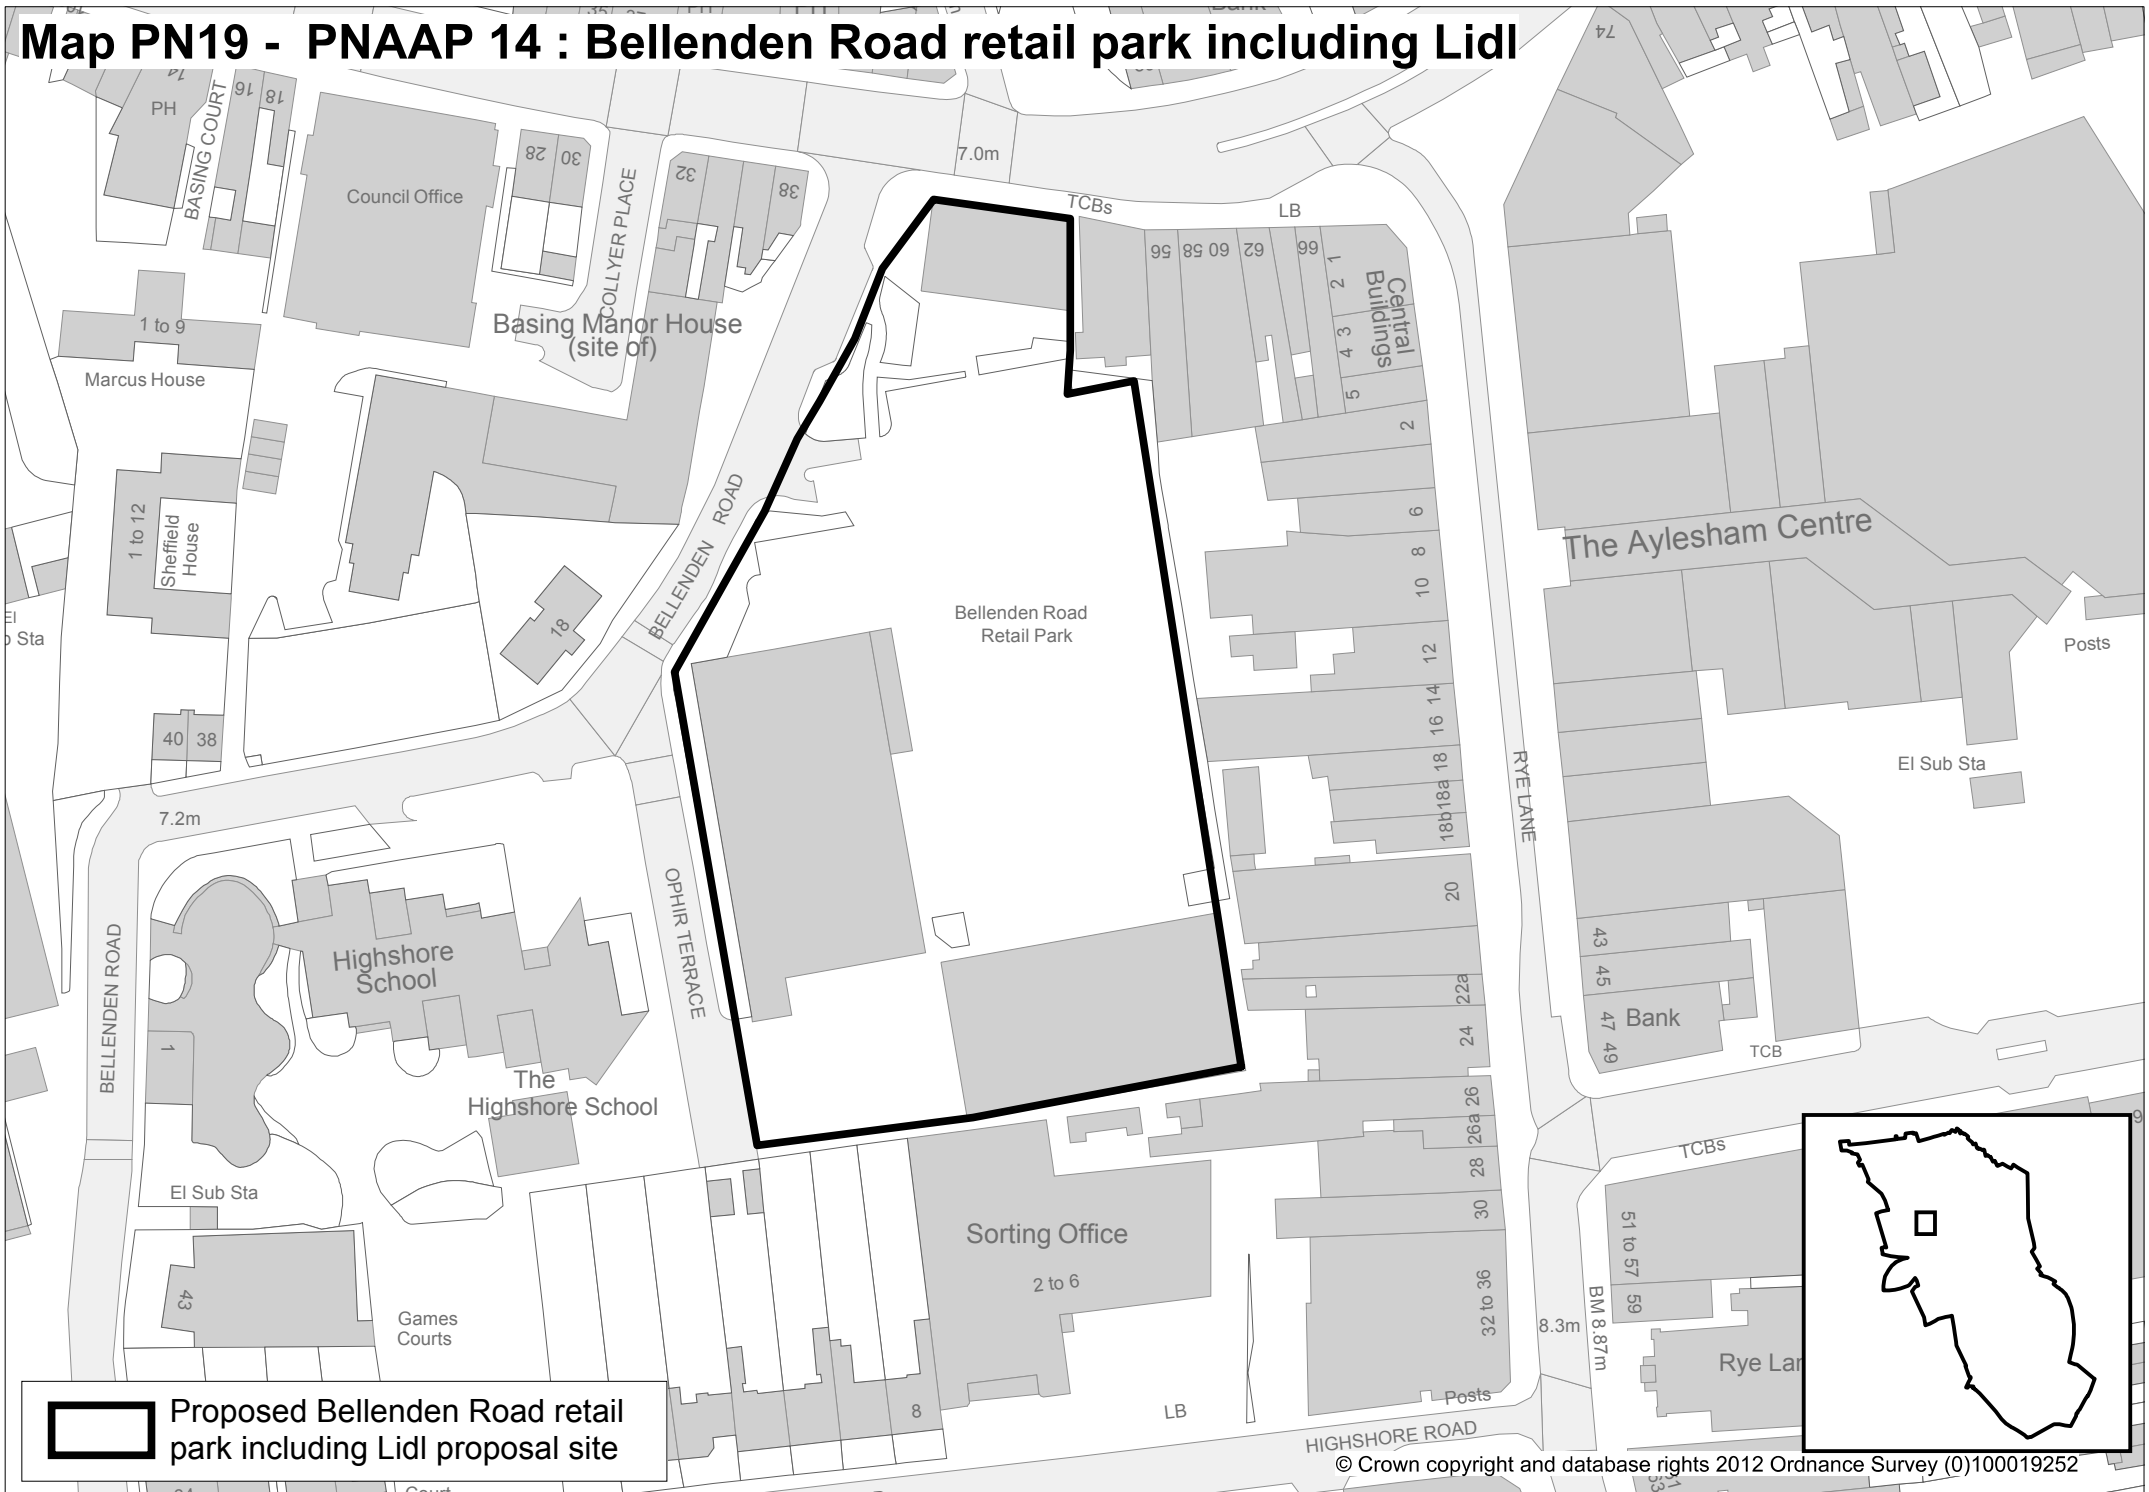 Map PN19 - PNAAP 14 : Bellenden Road retail park including Lidl
PH
BASING COURT
16
18
Council Office
28
30
COLLYER PLACE
32
38
7.0m
TCBs
LB
74
56
58
60
62
66
1
2
3
4
5
Central
Buildings
Basing Manor House
(site of)
1 to 9
Marcus House
1 to 12
Sheffield
House
BELLENDEN ROAD
18
Bellenden Road
Retail Park
2
6
8
10
12
14
16
18
18a
18b
20
22a
24
26
26a
28
30
32 to 36
The Aylesham Centre
Posts
El Sub Sta
El
Sta
40
38
7.2m
RYE LANE
OPHIR TERRACE
BELLENDEN ROAD
Highshore
School
1
The
Highshore School
43
45
47
49
Bank
TCB
TCBs
El Sub Sta
Sorting Office
2 to 6
51 to 57
59
BM 8.87m
8.3m
43
Games
Courts
8
LB
Posts
HIGHSHORE ROAD
Proposed Bellenden Road retail
park including Lidl proposal site
© Crown copyright and database rights 2012 Ordnance Survey (0)100019252